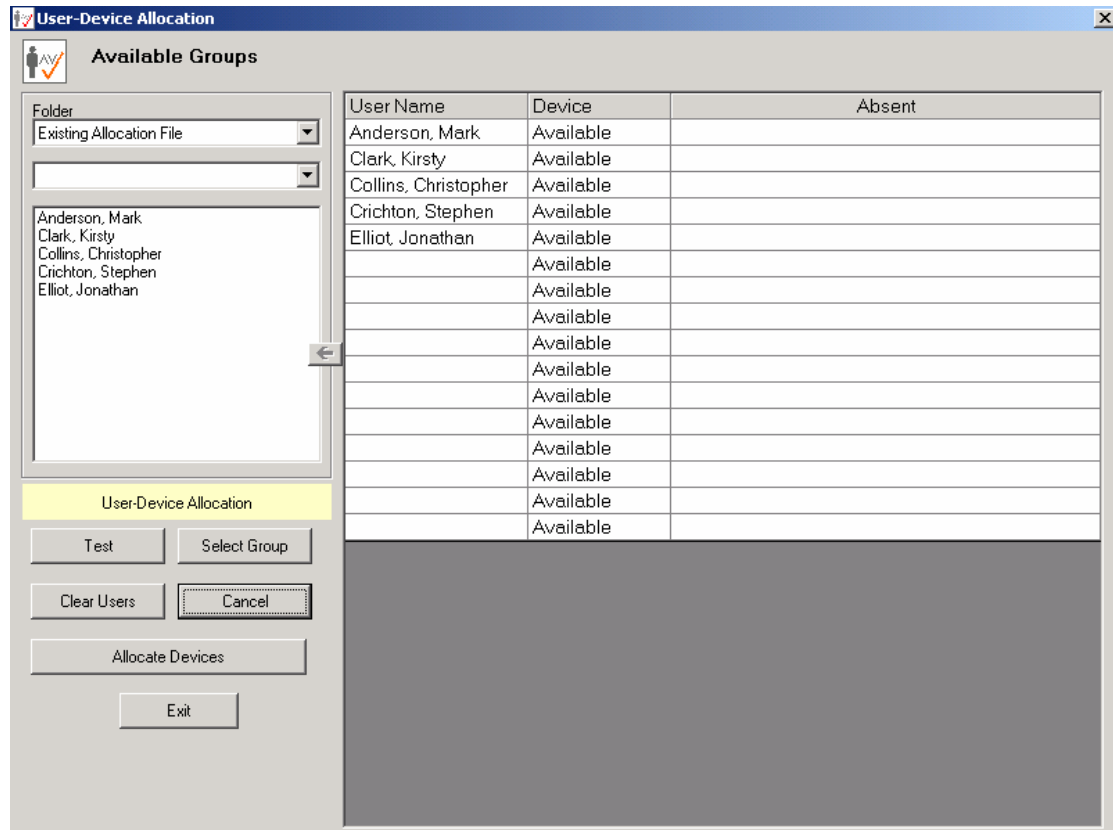 User-Device Allocation
AV
Available Groups
Folder
Existing Allocation File
Anderson, Mark
Clark, Kirsty
Collins, Christopher
Crichton, Stephen
Elliot, Jonathan
User-Device Allocation
Test Select Group
Clear Users Cancel
Allocate Devices
Exit
User Name Device Absent
Anderson, Mark Available
Clark, Kirsty Available
Collins, Christopher Available
Crichton, Stephen Available
Elliot, Jonathan Available
Available
Available
Available
Available
Available
Available
Available
Available
Available
Available
Available